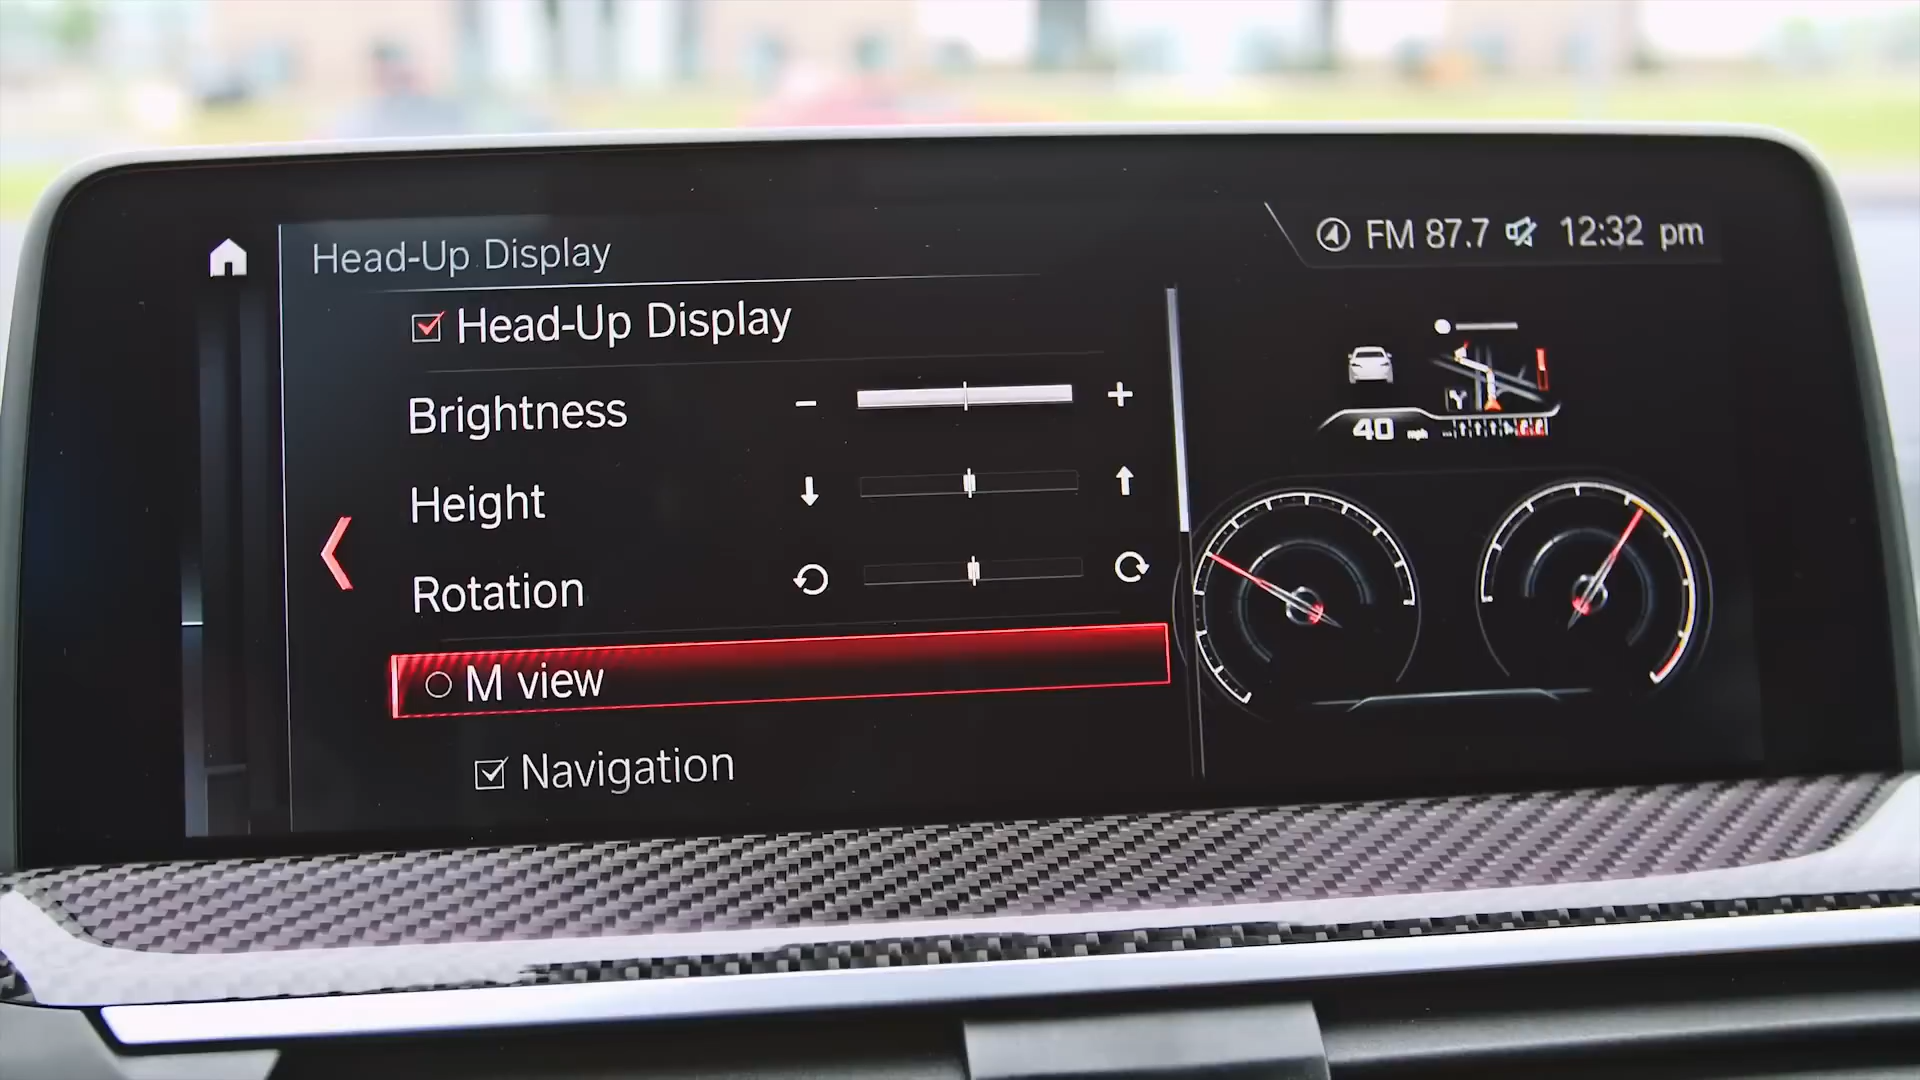 Head-Up Display
FM 87.7 12:32 pm
Head-Up Display
Brightness
Height
Rotation
M view
Navigation
40 mph